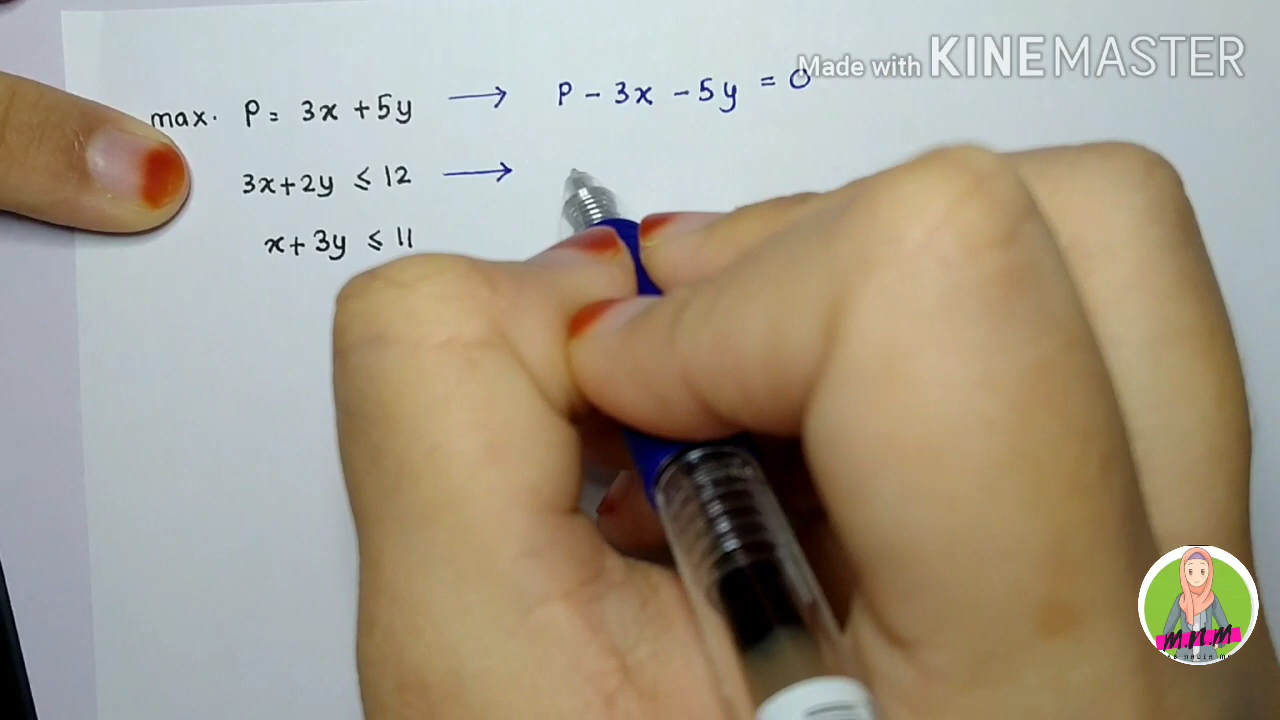 Made with KINEMASTER
max. P = 3x + 5y → P - 3x - 5y = 0
3x + 2y ≤ 12 →
x + 3y ≤ 11
M.N.M